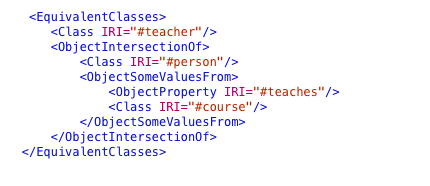 <EquivalentClasses>
<Class IRI="#teacher"/>
<ObjectIntersectionOf>
<Class IRI="#person"/>
<ObjectSomeValuesFrom>
<ObjectProperty IRI="#teaches"/>
<Class IRI="#course"/>
</ObjectSomeValuesFrom>
</ObjectIntersectionOf>
</EquivalentClasses>